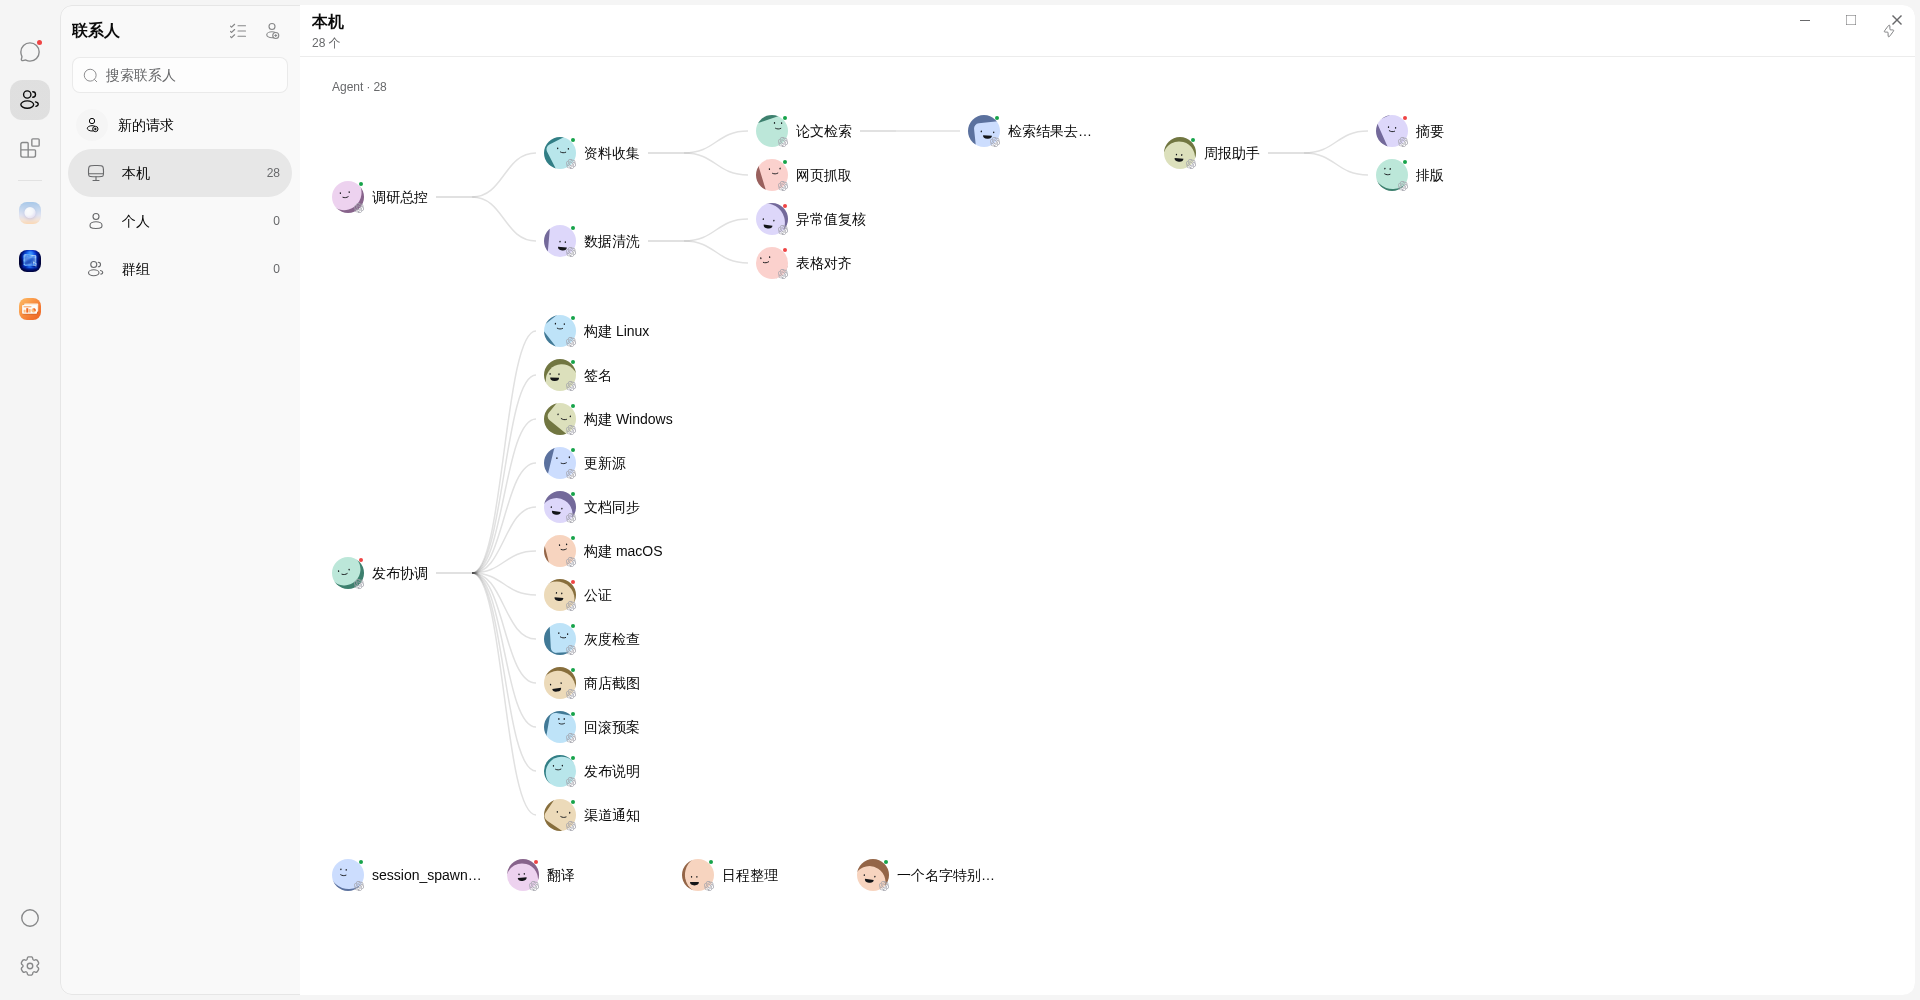 联系人
搜索联系人
新的请求
本机 28
个人 0
群组 0
本机
28 个
Agent · 28
调研总控
资料收集
论文检索
检索结果去…
网页抓取
数据清洗
异常值复核
表格对齐
周报助手
摘要
排版
发布协调
构建 Linux
签名
构建 Windows
更新源
文档同步
构建 macOS
公证
灰度检查
商店截图
回滚预案
发布说明
渠道通知
session_spawn…
翻译
日程整理
一个名字特别…